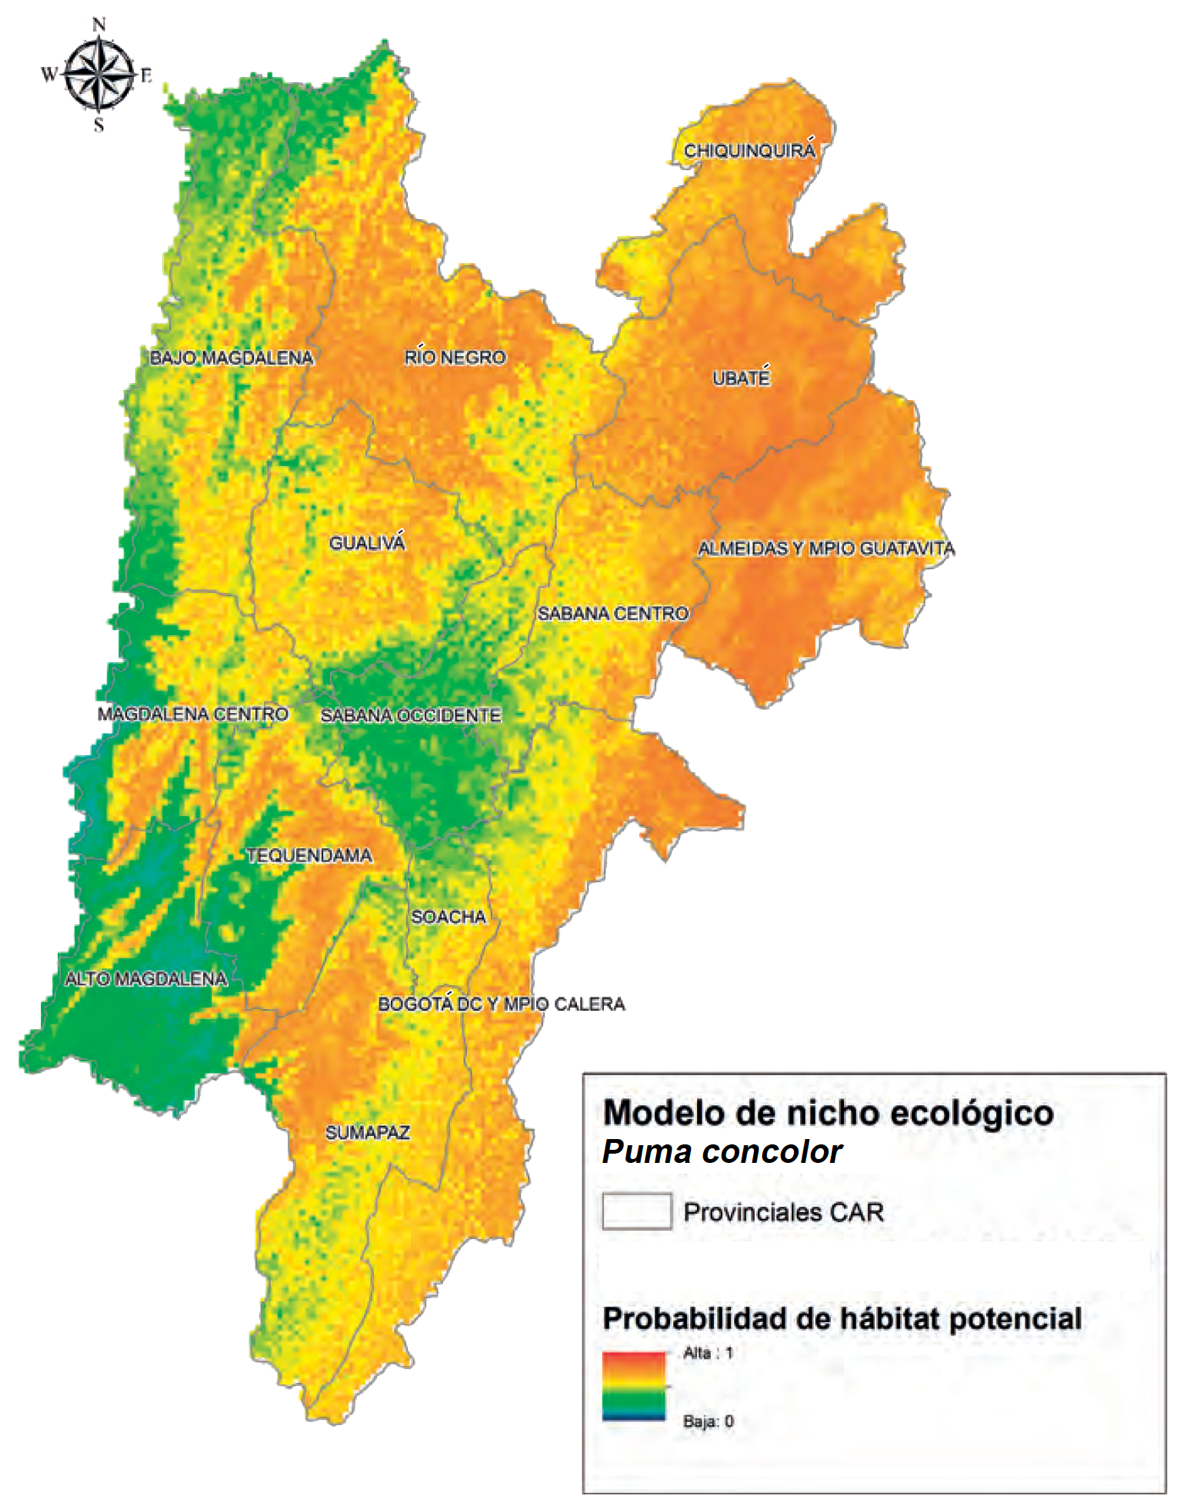 N
W E
S
CHIQUINQUIRÁ
BAJO MAGDALENA
RÍO NEGRO
UBATÉ
GUALIVÁ
ALMEIDAS Y MPIO GUATAVITA
SABANA CENTRO
MAGDALENA CENTRO
SABANA OCCIDENTE
TEQUENDAMA
SOACHA
ALTO MAGDALENA
BOGOTÁ DC Y MPIO CALERA
SUMAPAZ
Modelo de nicho ecológico
Puma concolor
Provinciales CAR
Probabilidad de hábitat potencial
Alta : 1
Baja: 0